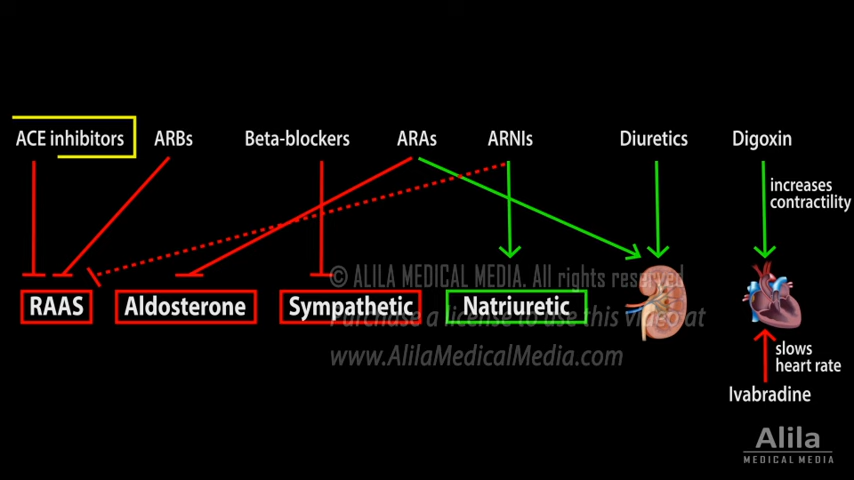 ACE inhibitors
ARBs
Beta-blockers
ARAs
ARNIs
Diuretics
Digoxin
increases
contractility
© ALILA MEDICAL MEDIA. All rights reserved
RAAS
Aldosterone
Sympathetic
Natriuretic
Purchase a license to use this video at
www.AlilaMedicalMedia.com
slows
heart rate
Ivabradine
Alila
MEDICAL MEDIA